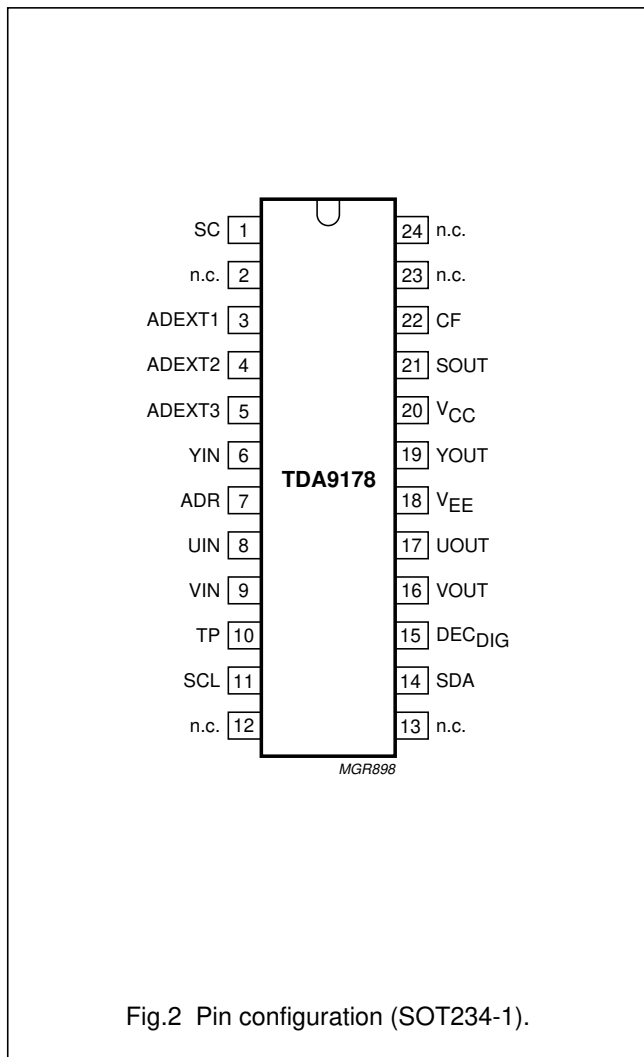 SC 1 24 n.c.
n.c. 2 23 n.c.
ADEXT1 3 22 CF
ADEXT2 4 21 SOUT
ADEXT3 5 20 VCC
YIN 6 19 YOUT
TDA9178
ADR 7 18 VEE
UIN 8 17 UOUT
VIN 9 16 VOUT
TP 10 15 DECDIG
SCL 11 14 SDA
n.c. 12 13 n.c.
MGR898
Fig.2 Pin configuration (SOT234-1).